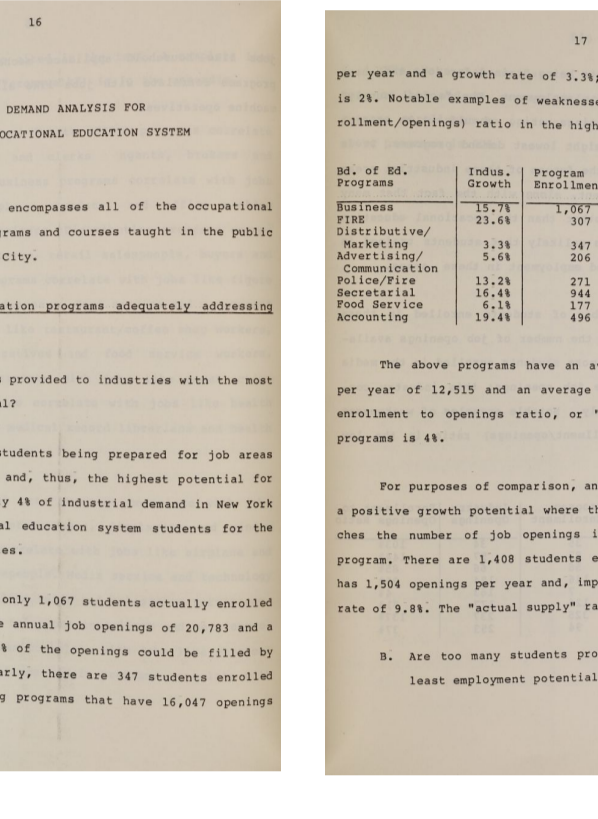 16
DEMAND ANALYSIS FOR
OCATIONAL EDUCATION SYSTEM
encompasses all of the occupational
rams and courses taught in the public
City.
ation programs adequately addressing
s provided to industries with the most
al?
students being prepared for job areas
and, thus, the highest potential for
y 4% of industrial demand in New York
al education system students for the
es.
only 1,067 students actually enrolled
e annual job openings of 20,783 and a
% of the openings could be filled by
arly, there are 347 students enrolled
g programs that have 16,047 openings
17
per year and a growth rate of 3.3%;
is 2%. Notable examples of weaknesse
rollment/openings) ratio in the high
Bd. of Ed. Indus. Program
Programs Growth Enrollmen
Business 15.7% 1,067
FIRE 23.6% 307
Distributive/
Marketing 3.3% 347
Advertising/ 5.6% 206
Communication
Police/Fire 13.2% 271
Secretarial 16.4% 944
Food Service 6.1% 177
Accounting 19.4% 496
The above programs have an av
per year of 12,515 and an average
enrollment to openings ratio, or "
programs is 4%.
For purposes of comparison, an
a positive growth potential where th
ches the number of job openings i
program. There are 1,408 students e
has 1,504 openings per year and, imp
rate of 9.8%. The "actual supply" ra
B. Are too many students pro
least employment potential